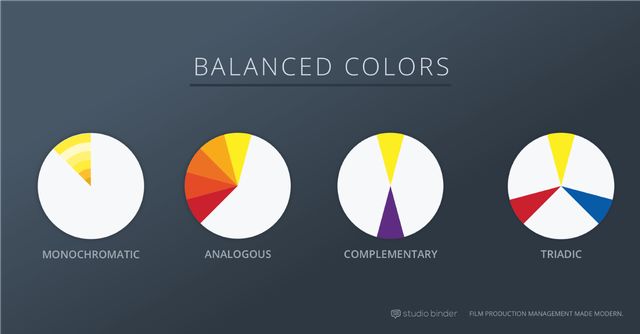 BALANCED COLORS
MONOCHROMATIC
ANALOGOUS
COMPLEMENTARY
TRIADIC
studio binder
FILM PRODUCTION MANAGEMENT MADE MODERN.